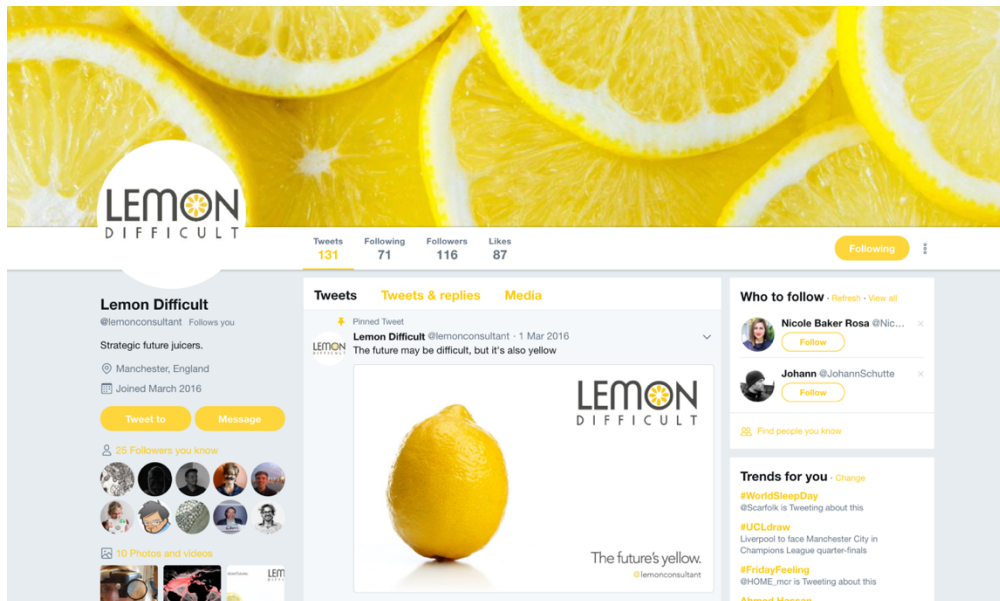 LEMON
DIFFICULT
Tweets Following Followers Likes
131 71 116 87
Following
Lemon Difficult
@lemonconsultant Follows you
Strategic future juicers.
Manchester, England
Joined March 2016
Tweet to Message
25 Followers you know
10 Photos and videos
Tweets Tweets & replies Media
Pinned Tweet
LEMON
DIFFICULT
Lemon Difficult @lemonconsultant · 1 Mar 2016
The future may be difficult, but it's also yellow
LEMON
DIFFICULT
The future's yellow.
@lemonconsultant
Who to follow · Refresh · View all
Nicole Baker Rosa @Nic...
Follow
Johann @JohannSchutte
Follow
Find people you know
Trends for you · Change
#WorldSleepDay
@Scarfolk is Tweeting about this
#UCLdraw
Liverpool to face Manchester City in
Champions League quarter-finals
#FridayFeeling
@HOME_mcr is Tweeting about this
Ahmed Hassan